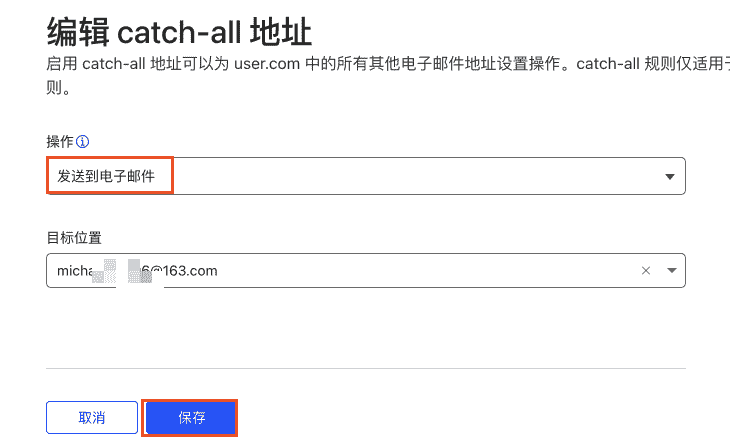 编辑 catch-all 地址
启用 catch-all 地址可以为 user.com 中的所有其他电子邮件地址设置操作。catch-all 规则仅适用于
则。
操作
发送到电子邮件
目标位置
micha 6@163.com
取消
保存